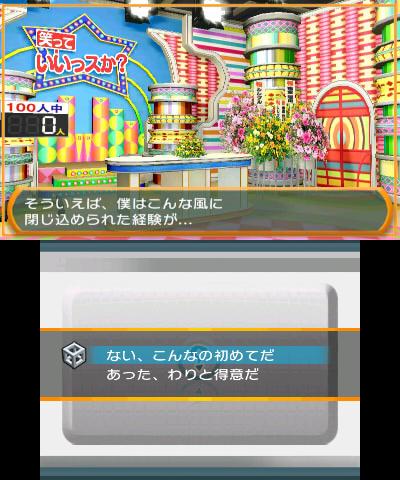 笑って
いいっスか?
100人中
0人
そういえば、僕はこんな風に
閉じ込められた経験が…
ない、こんなの初めてだ
あった、わりと得意だ